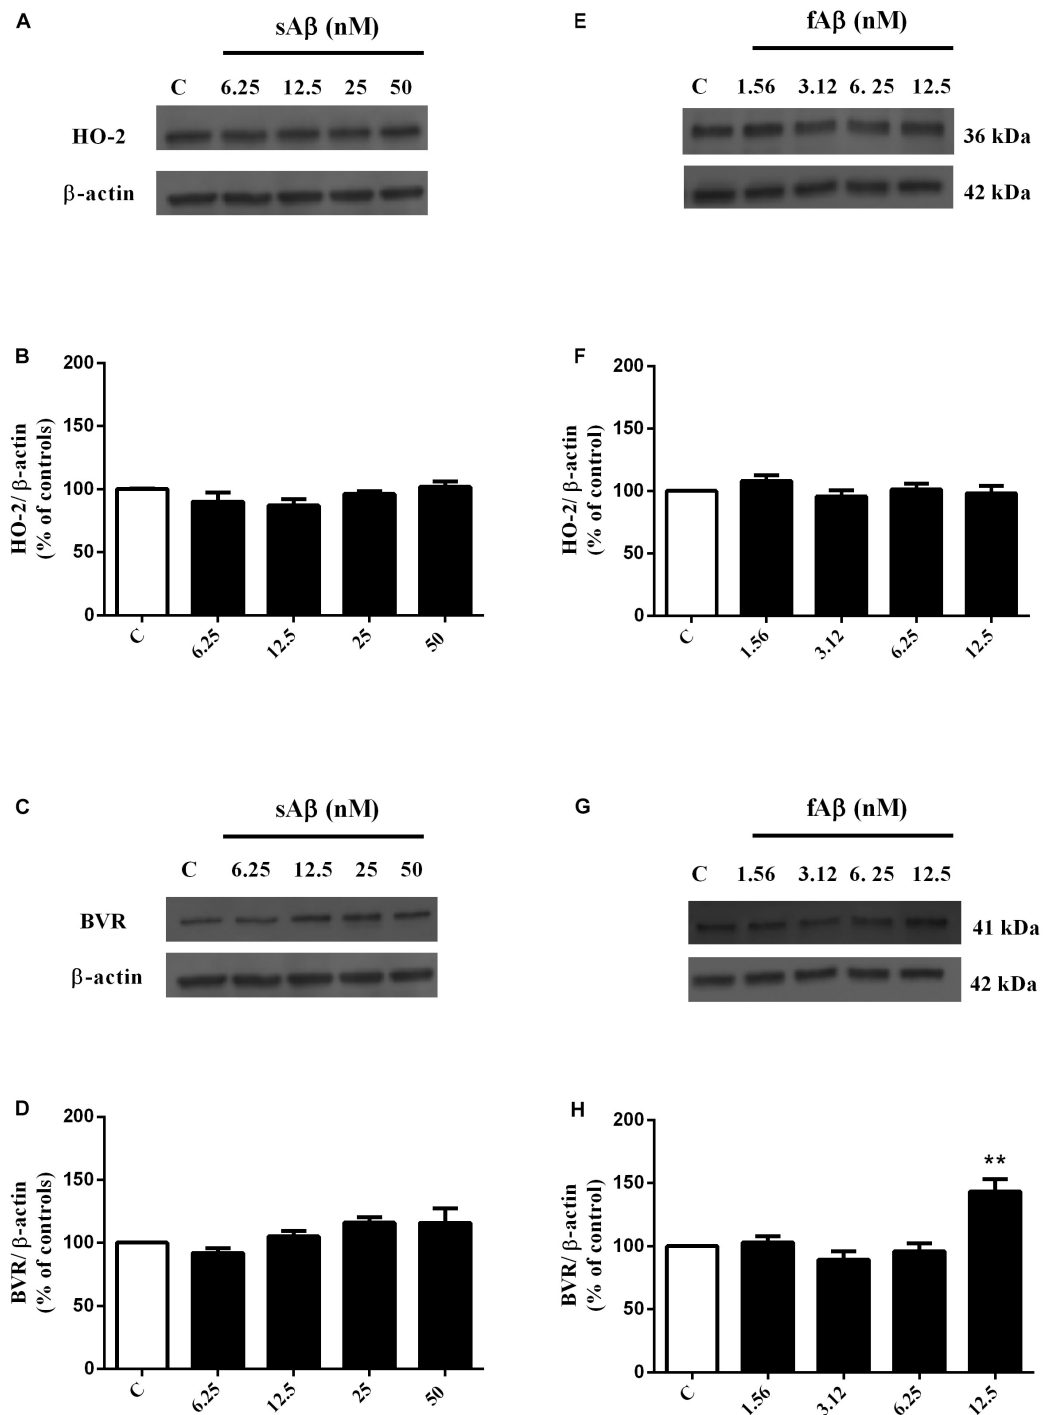 A
sAβ (nM)
C 6.25 12.5 25 50
HO-2
β-actin
E
fAβ (nM)
C 1.56 3.12 6. 25 12.5
36 kDa
42 kDa
B
HO-2/ β-actin
(% of controls)
200
150
100
50
0
C 6.25 12.5 25 50
F
HO-2/ β-actin
(% of control)
200
150
100
50
0
C 1.56 3.12 6.25 12.5
C
sAβ (nM)
C 6.25 12.5 25 50
BVR
β-actin
G
fAβ (nM)
C 1.56 3.12 6. 25 12.5
41 kDa
42 kDa
D
BVR/ β-actin
(% of controls)
200
150
100
50
0
C 6.25 12.5 25 50
H
BVR/ β-actin
(% of control)
200
150
100
50
0
**
C 1.56 3.12 6.25 12.5